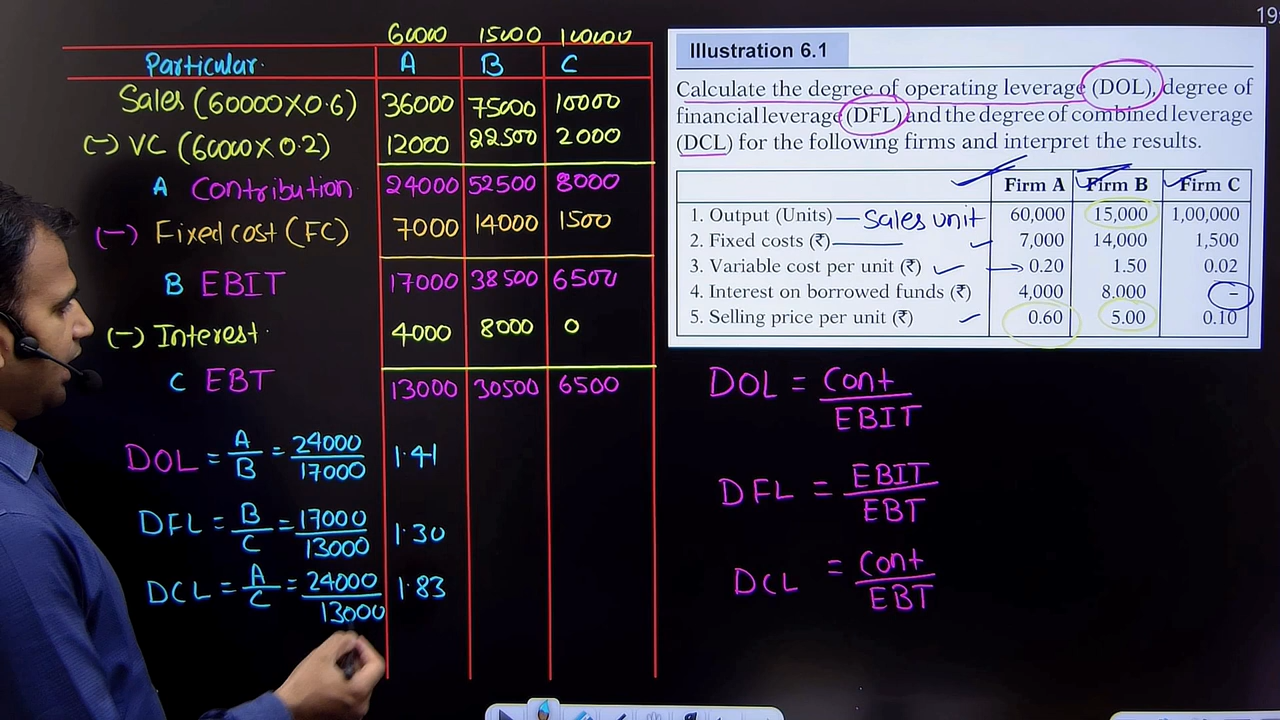 19:
60000 15000 100000
Particular. A B C
Sales (60000X0.6) 36000 75000 10000
(-) VC (60000X 0.2) 12000 22500 2000
A Contribution 24000 52500 8000
(-) Fixed cost (FC) 7000 14000 1500
B EBIT 17000 38500 6500
(-) Interest. 4000 8000 0
C EBT 13000 30500 6500
DOL = A/B = 24000/17000 1.41
DFL = B/C = 17000/13000 1.30
DCL = A/C = 24000/13000 1.83
Illustration 6.1
Calculate the degree of operating leverage (DOL), degree of
financial leverage (DFL) and the degree of combined leverage
(DCL) for the following firms and interpret the results.
Firm A Firm B Firm C
1. Output (Units) — Sales unit 60,000 15,000 1,00,000
2. Fixed costs (₹) 7,000 14,000 1,500
3. Variable cost per unit (₹) 0.20 1.50 0.02
4. Interest on borrowed funds (₹) 4,000 8.000 –
5. Selling price per unit (₹) 0.60 5.00 0.10
DOL = Cont/EBIT
DFL = EBIT/EBT
DCL = Cont/EBT